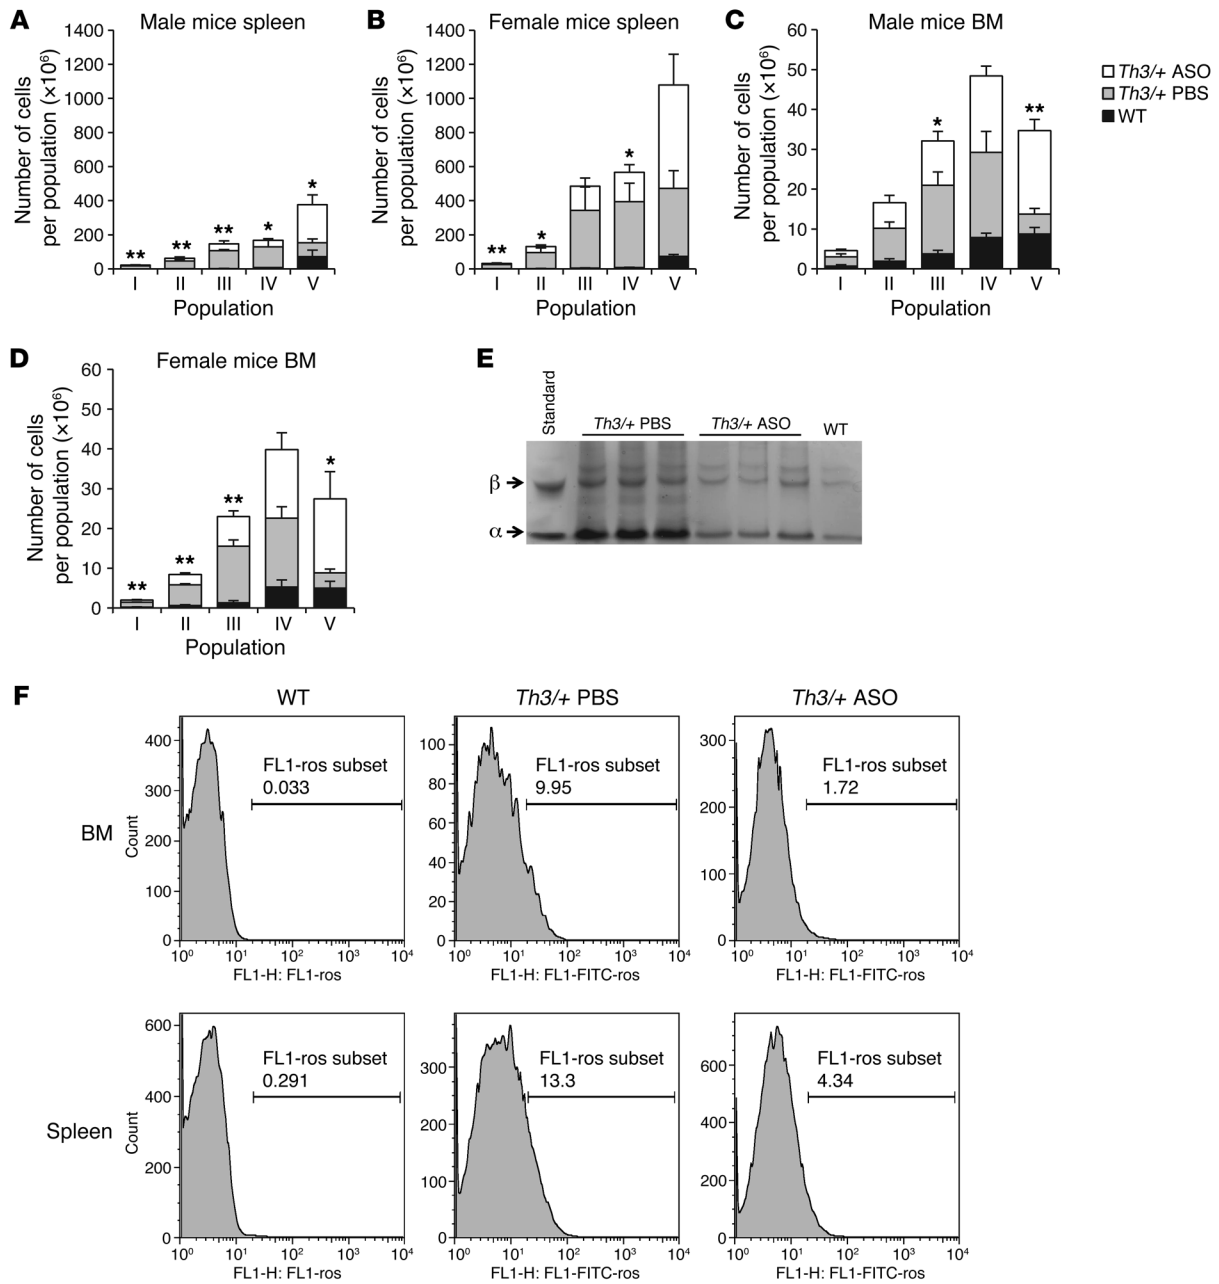 A
Male mice spleen
Number of cells
per population (×10⁶)
1400
1200
1000
800
600
400
200
0
**
**
**
*
*
I II III IV V
Population
B
Female mice spleen
Number of cells
per population (×10⁶)
1400
1200
1000
800
600
400
200
0
**
*
*
I II III IV V
Population
C
Male mice BM
Number of cells
per population (×10⁶)
60
50
40
30
20
10
0
*
**
I II III IV V
Population
Th3/+ ASO
Th3/+ PBS
WT
D
Female mice BM
Number of cells
per population (×10⁶)
60
50
40
30
20
10
0
**
**
**
*
I II III IV V
Population
E
Standard
Th3/+ PBS
Th3/+ ASO
WT
β
α
F
WT
Th3/+ PBS
Th3/+ ASO
BM
Count
400
300
200
100
0
FL1-ros subset
0.033
10⁰ 10¹ 10² 10³ 10⁴
FL1-H: FL1-ros
100
80
60
40
20
0
FL1-ros subset
9.95
10⁰ 10¹ 10² 10³ 10⁴
FL1-H: FL1-FITC-ros
300
200
100
0
FL1-ros subset
1.72
10⁰ 10¹ 10² 10³ 10⁴
FL1-H: FL1-FITC-ros
Spleen
Count
600
400
200
0
FL1-ros subset
0.291
10⁰ 10¹ 10² 10³ 10⁴
FL1-H: FL1-ros
300
200
100
0
FL1-ros subset
13.3
10⁰ 10¹ 10² 10³ 10⁴
FL1-H: FL1-FITC-ros
600
400
200
0
FL1-ros subset
4.34
10⁰ 10¹ 10² 10³ 10⁴
FL1-H: FL1-FITC-ros